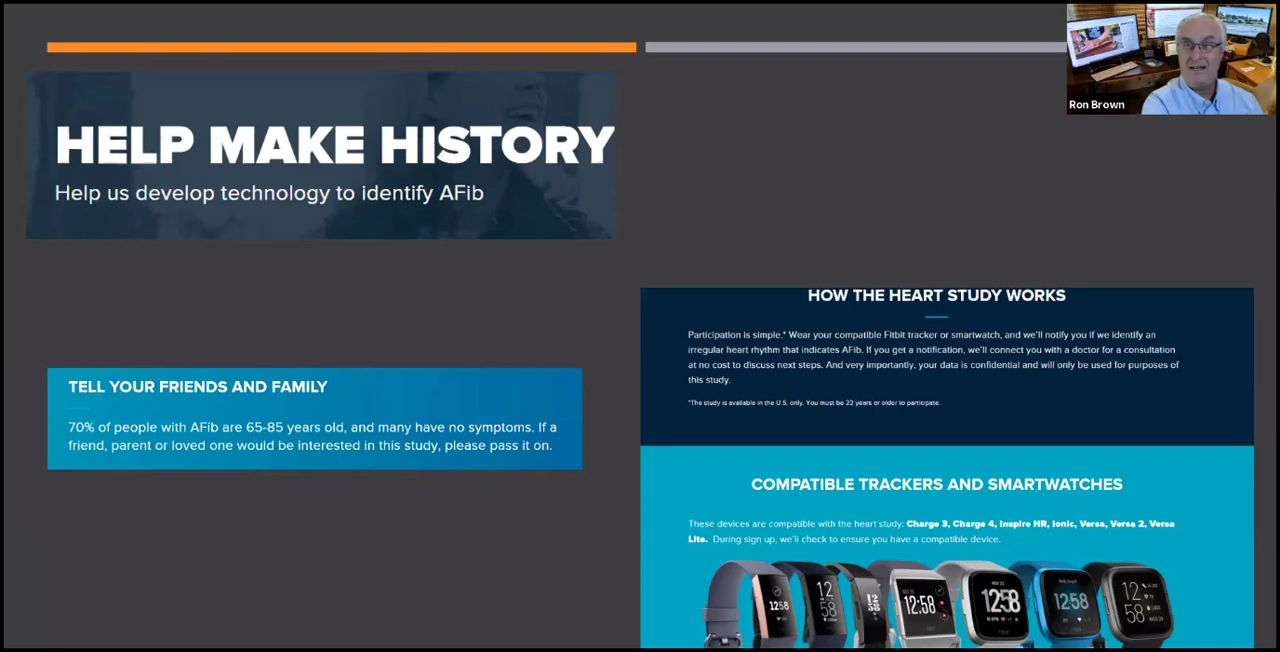 Ron Brown
HELP MAKE HISTORY
Help us develop technology to identify AFib
TELL YOUR FRIENDS AND FAMILY
70% of people with AFib are 65-85 years old, and many have no symptoms. If a
friend, parent or loved one would be interested in this study, please pass it on.
HOW THE HEART STUDY WORKS
Participation is simple.* Wear your compatible Fitbit tracker or smartwatch, and we'll notify you if we identify an
irregular heart rhythm that indicates AFib. If you get a notification, we'll connect you with a doctor for a consultation
at no cost to discuss next steps. And very importantly, your data is confidential and will only be used for purposes of
this study.
*The study is available in the U.S. only. You must be 22 years or older to participate.
COMPATIBLE TRACKERS AND SMARTWATCHES
These devices are compatible with the heart study: Charge 3, Charge 4, Inspire HR, Ionic, Versa, Versa 2, Versa
Lite. During sign up, we'll check to ensure you have a compatible device.
1258
12
58
12
58
12:58
12:58
12:58
12
58